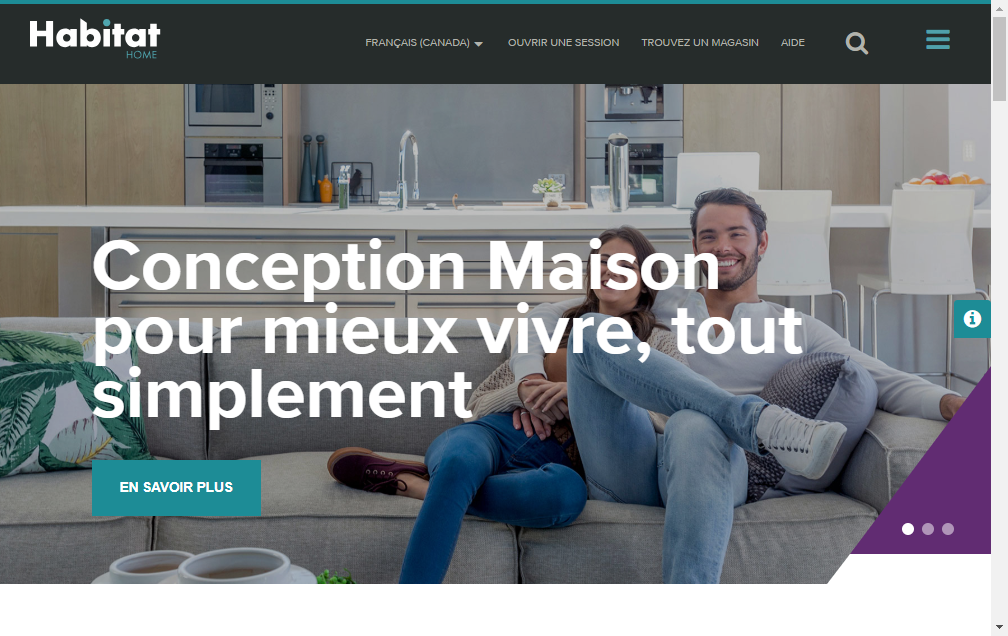 Habitat
HOME
FRANÇAIS (CANADA)
OUVRIR UNE SESSION
TROUVEZ UN MAGASIN
AIDE
Conception Maison
pour mieux vivre, tout
simplement
EN SAVOIR PLUS